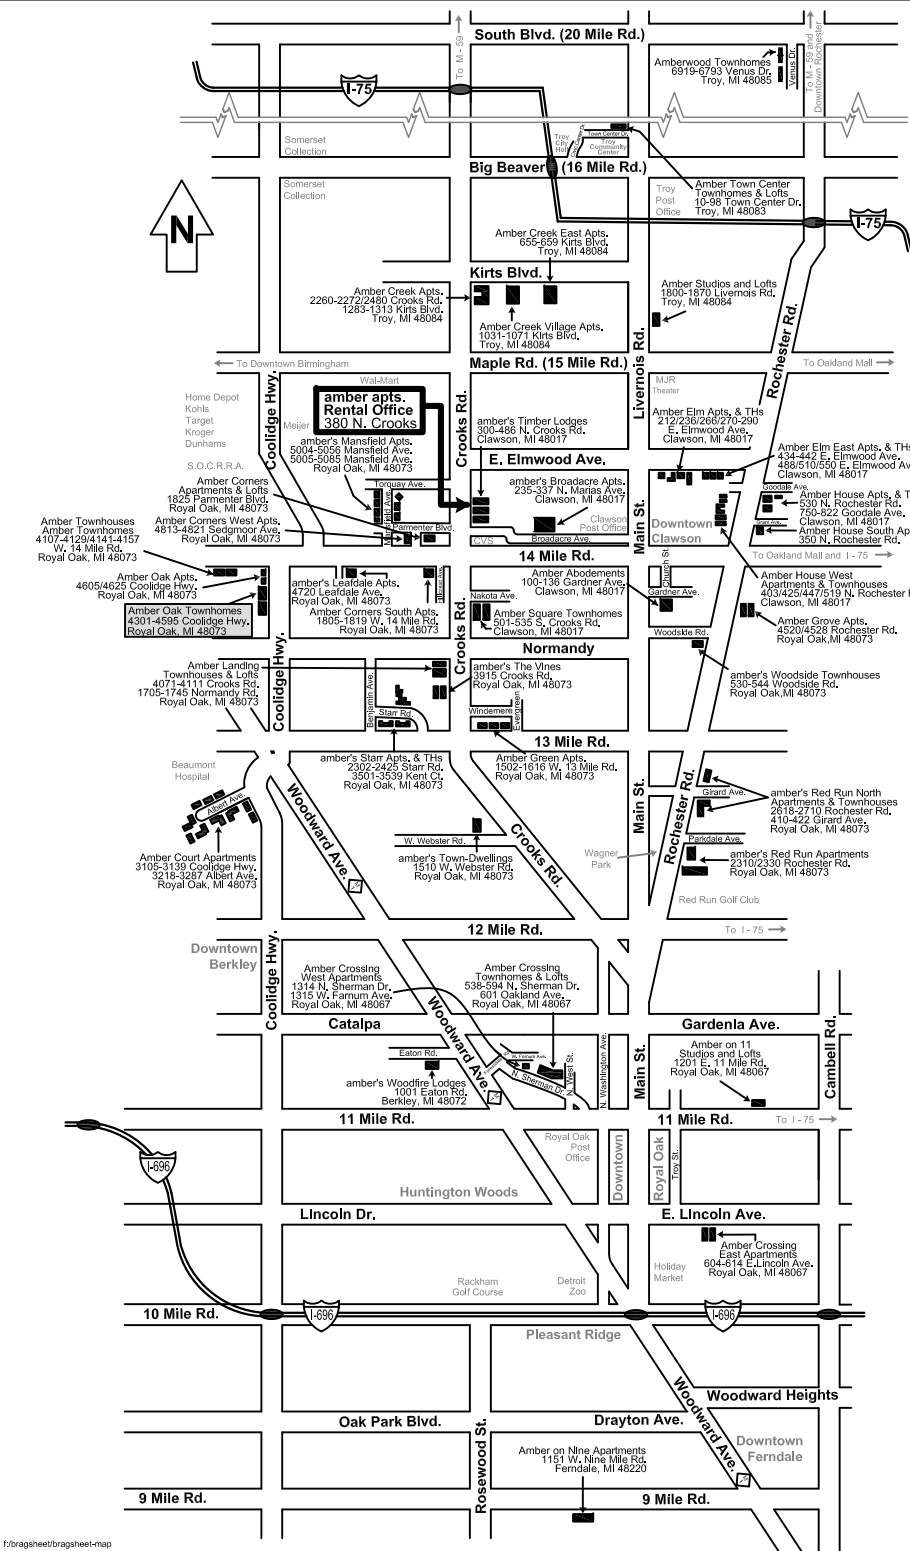 South Blvd. (20 Mile Rd.)
To M - 59
To M - 59 and
Downtown Rochester
Amberwood Townhomes
6919-6793 Venus Dr.
Troy, MI 48085
Venus Dr.
I-75
Somerset
Collection
Troy
City
Hall
Civic Center Dr.
Town Center Dr.
Troy
Community
Center
Big Beaver (16 Mile Rd.)
Somerset
Collection
Troy
Post
Office
Amber Town Center
Townhomes & Lofts
10-98 Town Center Dr.
Troy, MI 48083
N
I-75
Amber Creek East Apts.
655-659 Kirts Blvd.
Troy, MI 48084
Kirts Blvd.
Amber Creek Apts.
2260-2272/2480 Crooks Rd.
1283-1313 Kirts Blvd.
Troy, MI 48084
Amber Creek Village Apts.
1031-1071 Kirts Blvd.
Troy, MI 48084
Amber Studios and Lofts
1800-1870 Livernois Rd.
Troy, MI 48084
Livernois Rd.
Rochester Rd.
To Downtown Birmingham
Maple Rd. (15 Mile Rd.)
To Oakland Mall
Coolidge Hwy.
Wal-Mart
Crooks Rd.
MJR
Theater
Home Depot
Kohls
Target
Kroger
Dunhams
Meijer
S.O.C.R.R.A.
amber apts.
Rental Office
380 N. Crooks
amber's Timber Lodges
300-486 N. Crooks Rd.
Clawson, MI 48017
Amber Elm Apts. & THs
212/236/266/270-290
E. Elmwood Ave.
Clawson, MI 48017
amber's Mansfield Apts.
5004-5056 Mansfield Ave.
5005-5085 Mansfield Ave.
Royal Oak, MI 48073
E. Elmwood Ave.
Amber Elm East Apts. & THs
434-442 E. Elmwood Ave.
488/510/550 E. Elmwood Av
Clawson, MI 48017
Amber Corners
Apartments & Lofts
1825 Parmenter Blvd.
Royal Oak, MI 48073
Torquay Ave.
Mansfield Ave.
Parmenter Blvd.
amber's Broadacre Apts.
235-337 N. Marias Ave.
Clawson, MI 48017
Goodale Ave.
Grant Ave.
Amber House Apts, & T
530 N. Rochester Rd.
750-822 Goodale Ave.
Clawson, MI 48017
Amber House South Ap
350 N. Rochester Rd.
Amber Townhouses
Amber Townhomes
4107-4129/4141-4157
W. 14 Mile Rd.
Royal Oak, MI 48073
Amber Corners West Apts.
4813-4821 Sedgmoor Ave.
Royal Oak, MI 48073
CVS
Clawson
Post Office
Broadacre Ave.
Main St.
Downtown
Clawson
14 Mile Rd.
To Oakland Mall and I - 75
Amber Oak Apts.
4605/4625 Coolidge Hwy.
Royal Oak, MI 48073
Amber Oak Townhomes
4301-4595 Coolidge Hwy.
Royal Oak, MI 48073
amber's Leafdale Apts.
4720 Leafdale Ave.
Royal Oak, MI 48073
Amber Corners South Apts.
1805-1819 W. 14 Mile Rd.
Royal Oak, MI 48073
Nakota Ave.
Amber Abodements
100-136 Gardner Ave.
Clawson, MI 48017
Church St.
Gardner Ave.
Amber House West
Apartments & Townhouses
403/425/447/519 N. Rochester R
Clawson, MI 48017
Amber Square Townhomes
501-535 S. Crooks Rd.
Clawson, MI 48017
Amber Grove Apts.
4520/4528 Rochester Rd.
Royal Oak, MI 48073
Woodside Rd.
Coolidge Hwy.
Crooks Rd.
Normandy
Amber Landing
Townhouses & Lofts
4071-4111 Crooks Rd.
1705-1745 Normandy Rd.
Royal Oak, MI 48073
amber's The Vines
3915 Crooks Rd.
Royal Oak, MI 48073
amber's Woodside Townhouses
530-544 Woodside Rd.
Royal Oak,MI 48073
Benjamin Ave.
Starr Rd.
Windemere
Evergreen
13 Mile Rd.
amber's Starr Apts. & THs
2302-2425 Starr Rd.
3501-3539 Kent Ct.
Royal Oak, MI 48073
Amber Green Apts.
1502-1616 W. 13 Mile Rd.
Royal Oak, MI 48073
Beaumont
Hospital
Albert Ave.
Woodward Ave.
Main St.
Rochester Rd.
Girard Ave.
amber's Red Run North
Apartments & Townhouses
2618-2710 Rochester Rd.
410-422 Girard Ave.
Royal Oak, MI 48073
W. Webster Rd.
Crooks Rd.
Parkdale Ave.
Amber Court Apartments
3105-3139 Coolidge Hwy.
3218-3287 Albert Ave.
Royal Oak, MI 48073
amber's Town-Dwellings
1510 W. Webster Rd.
Royal Oak, MI 48073
Wagner
Park
amber's Red Run Apartments
2310/2330 Rochester Rd.
Royal Oak, MI 48073
Red Run Golf Club
12 Mile Rd.
To I - 75
Downtown
Berkley
Coolidge Hwy.
Amber Crossing
West Apartments
1314 N. Sherman Dr.
1315 W. Farnum Ave.
Royal Oak, MI 48067
Amber Crossing
Townhomes & Lofts
538-594 N. Sherman Dr.
601 Oakland Ave.
Royal Oak, MI 48067
Woodward Ave.
Catalpa
Gardenia Ave.
Cambell Rd.
Eaton Rd.
W. Farnum Ave.
N. Sherman Dr.
N. West St.
N. Washington Ave.
Main St.
Amber on 11
Studios and Lofts
1201 E. 11 Mile Rd.
Royal Oak, MI 48067
amber's Woodfire Lodges
1001 Eaton Rd.
Berkley, MI 48072
11 Mile Rd.
11 Mile Rd.
To I - 75
I-696
Royal Oak
Post
Office
Downtown
Royal Oak
Troy St.
Huntington Woods
Lincoln Dr.
E. Lincoln Ave.
Amber Crossing
East Apartments
604-614 E.Lincoln Ave.
Royal Oak, MI 48067
Holiday
Market
Rackham
Golf Course
Detroit
Zoo
10 Mile Rd.
I-696
I-696
Pleasant Ridge
Woodward Ave.
Woodward Heights
Oak Park Blvd.
Rosewood St.
Drayton Ave.
Downtown
Ferndale
Amber on Nine Apartments
1151 W. Nine Mile Rd.
Ferndale, MI 48220
9 Mile Rd.
9 Mile Rd.
f:/bragsheet/bragsheet-map